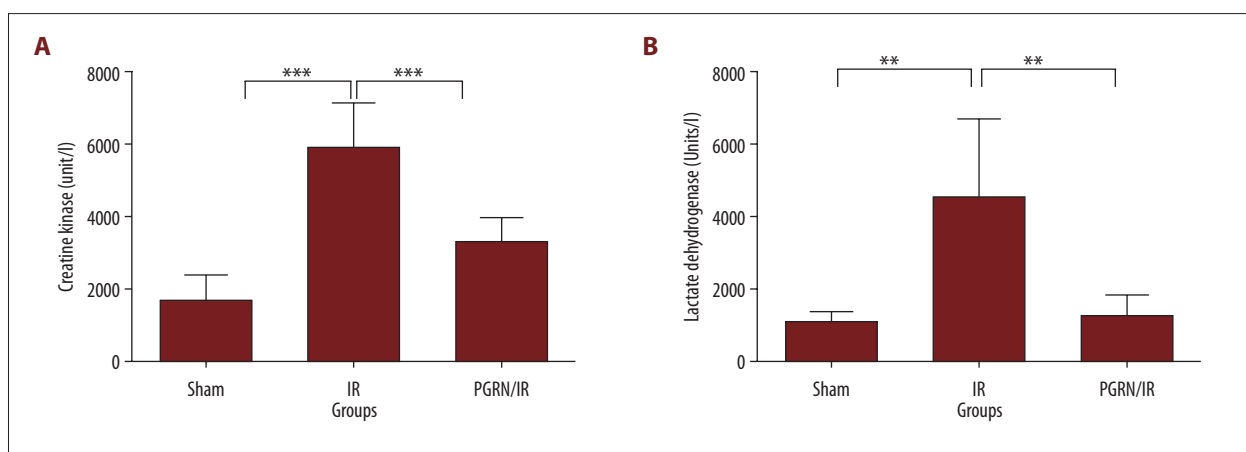 A
Creatine kinase (unit/l)
8000
6000
4000
2000
0
***
***
Sham
IR
PGRN/IR
Groups
B
Lactate dehydrogenase (Units/l)
8000
6000
4000
2000
0
**
**
Sham
IR
PGRN/IR
Groups